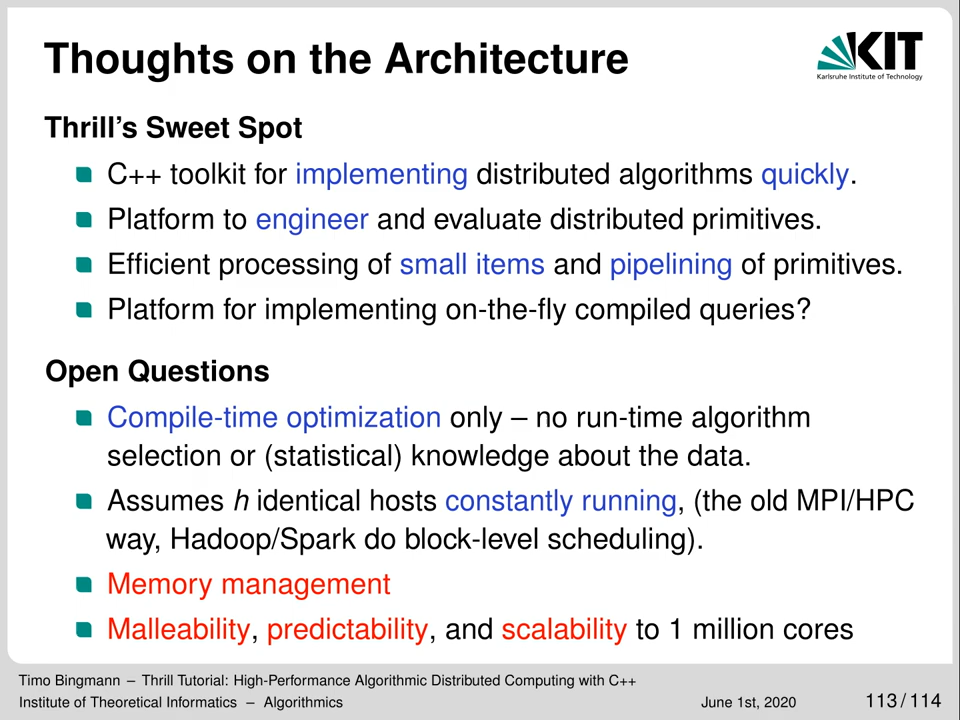 Thoughts on the Architecture
KIT
Karlsruhe Institute of Technology
Thrill's Sweet Spot
C++ toolkit for implementing distributed algorithms quickly.
Platform to engineer and evaluate distributed primitives.
Efficient processing of small items and pipelining of primitives.
Platform for implementing on-the-fly compiled queries?
Open Questions
Compile-time optimization only – no run-time algorithm
selection or (statistical) knowledge about the data.
Assumes h identical hosts constantly running, (the old MPI/HPC
way, Hadoop/Spark do block-level scheduling).
Memory management
Malleability, predictability, and scalability to 1 million cores
Timo Bingmann – Thrill Tutorial: High-Performance Algorithmic Distributed Computing with C++
Institute of Theoretical Informatics – Algorithmics June 1st, 2020 113 / 114